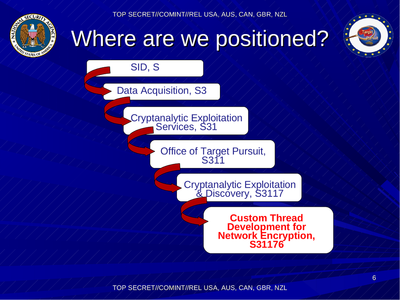 TOP SECRET//COMINT//REL USA, AUS, CAN, GBR, NZL
Where are we positioned?
SID, S
Data Acquisition, S3
Cryptanalytic Exploitation
Services, S31
Office of Target Pursuit,
S311
Cryptanalytic Exploitation
& Discovery, S3117
Custom Thread
Development for
Network Encryption,
S31176
6
TOP SECRET//COMINT//REL USA, AUS, CAN, GBR, NZL